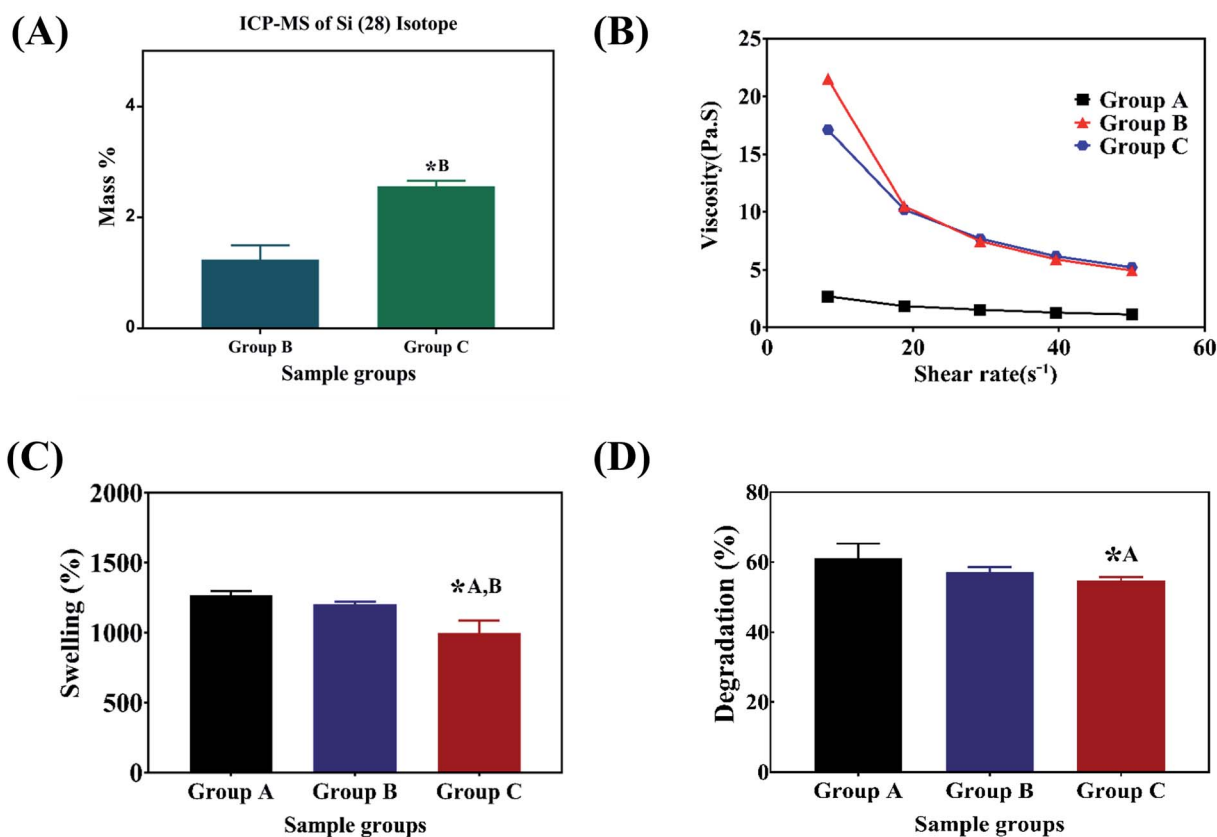 (A)
ICP-MS of Si (28) Isotope
Mass %
4
2
0
*B
Group B
Group C
Sample groups
(B)
Viscosity(Pa.S)
25
20
15
10
5
0
Group A
Group B
Group C
0
20
40
60
Shear rate(s⁻¹)
(C)
Swelling (%)
2000
1500
1000
500
0
*A,B
Group A
Group B
Group C
Sample groups
(D)
Degradation (%)
80
60
40
20
0
*A
Group A
Group B
Group C
Sample groups